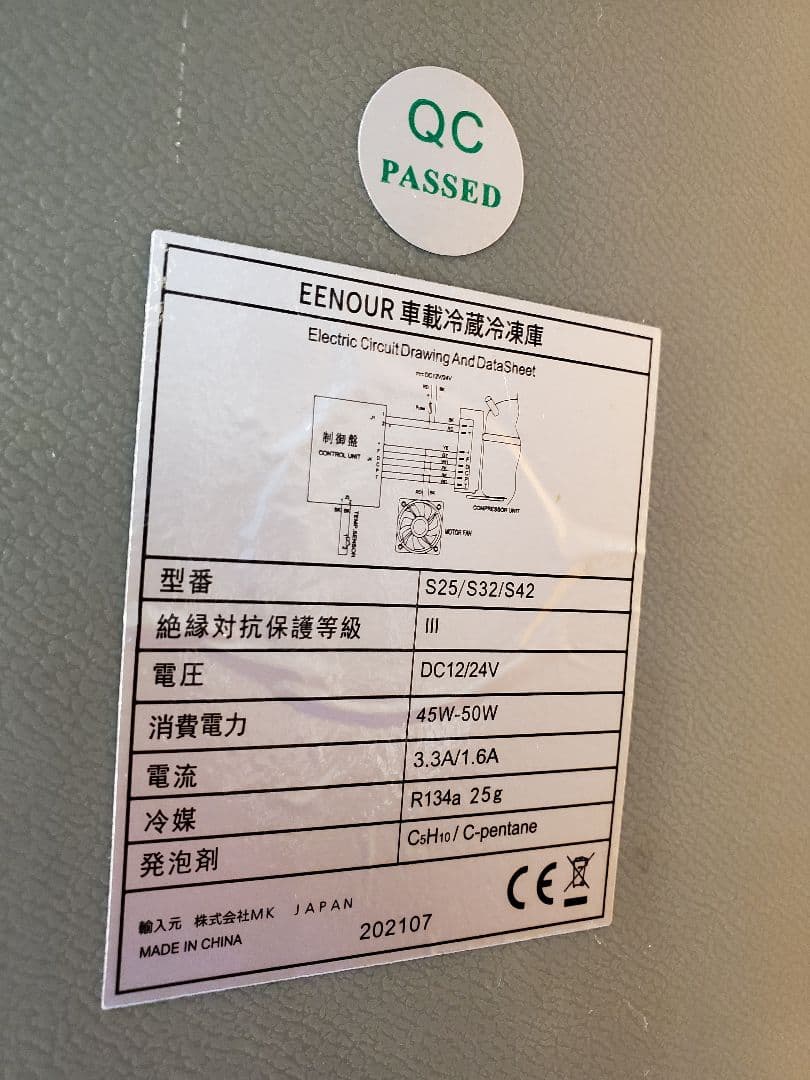 QC
PASSED
EENOUR 車載冷蔵冷凍庫
Electric Circuit Drawing And DataSheet
DC12V/24V
制御盤
CONTROL UNIT
TEMP.SENSOR
MOTOR FAN
COMPRESSOR UNIT
型番 S25/S32/S42
絶縁対抗保護等級 III
電圧 DC12/24V
消費電力 45W-50W
電流 3.3A/1.6A
冷媒 R134a 25g
発泡剤 C₅H₁₀ / C-pentane
CE
輸入元 株式会社MK JAPAN
MADE IN CHINA
202107